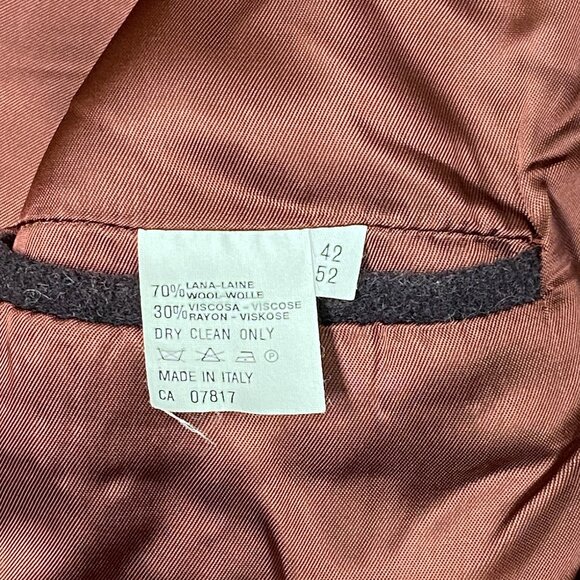 42
52
70% LANA-LAINE
WOOL-WOLLE
30% VISCOSA-VISCOSE
RAYON-VISKOSE
DRY CLEAN ONLY
P
MADE IN ITALY
CA 07817